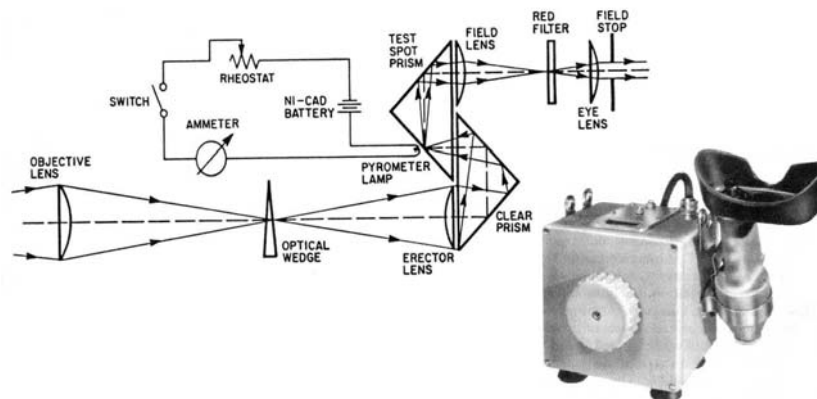 TEST
SPOT
PRISM
FIELD
LENS
RED
FILTER
FIELD
STOP
RHEOSTAT
SWITCH
NI-CAD
BATTERY
AMMETER
EYE
LENS
OBJECTIVE
LENS
PYROMETER
LAMP
CLEAR
PRISM
OPTICAL
WEDGE
ERECTOR
LENS